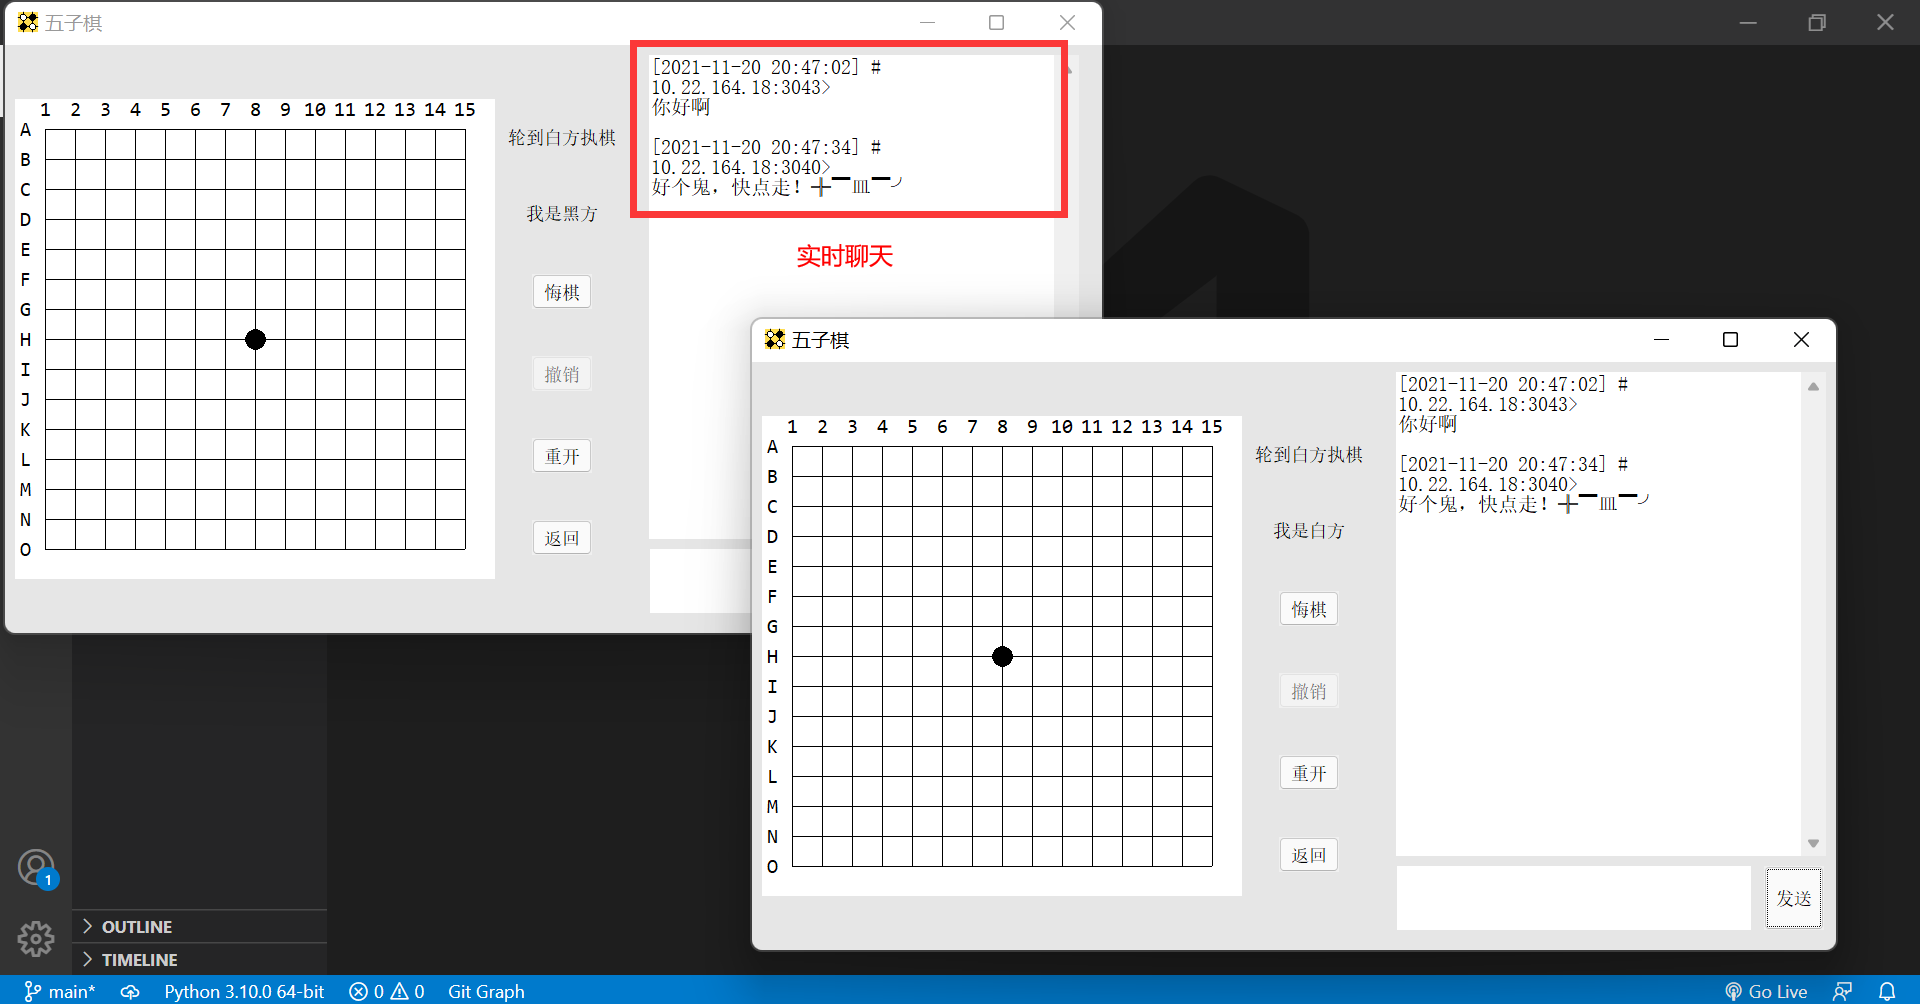 五子棋
1 2 3 4 5 6 7 8 9 10 11 12 13 14 15
A
B
C
D
E
F
G
H
I
J
K
L
M
N
O
轮到白方执棋
我是黑方
悔棋
撤销
重开
返回
[2021-11-20 20:47:02] #
10.22.164.18:3043>
你好啊
[2021-11-20 20:47:34] #
10.22.164.18:3040>
好个鬼，快点走！╋━皿━╯
实时聊天
五子棋
1 2 3 4 5 6 7 8 9 10 11 12 13 14 15
A
B
C
D
E
F
G
H
I
J
K
L
M
N
O
轮到白方执棋
我是白方
悔棋
撤销
重开
返回
[2021-11-20 20:47:02] #
10.22.164.18:3043>
你好啊
[2021-11-20 20:47:34] #
10.22.164.18:3040>
好个鬼，快点走！╋━皿━╯
发送
1
OUTLINE
TIMELINE
main* Python 3.10.0 64-bit 0 0 Git Graph Go Live